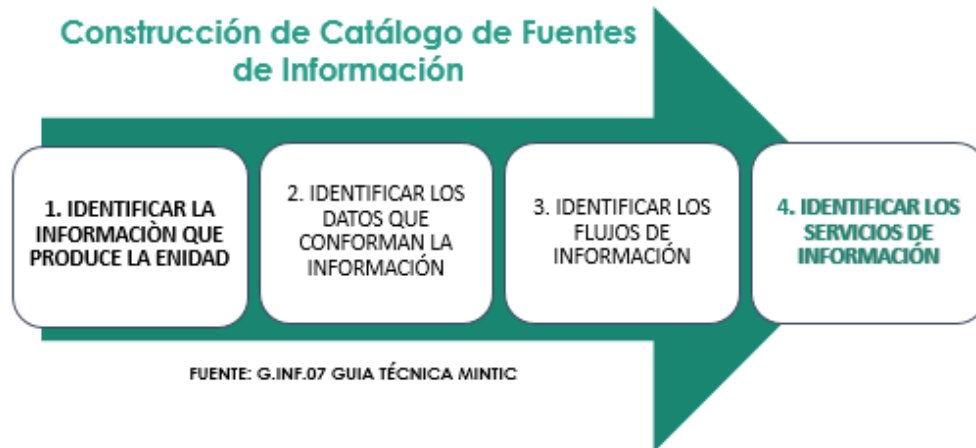 Construcción de Catálogo de Fuentes
de Información
1. IDENTIFICAR LA
INFORMACIÒN QUE
PRODUCE LA ENIDAD
2. IDENTIFICAR LOS
DATOS QUE
CONFORMAN LA
INFORMACIÓN
3. IDENTIFICAR LOS
FLUJOS DE
INFORMACIÓN
4. IDENTIFICAR LOS
SERVICIOS DE
INFORMACIÓN
FUENTE: G.INF.07 GUIA TÉCNICA MINTIC